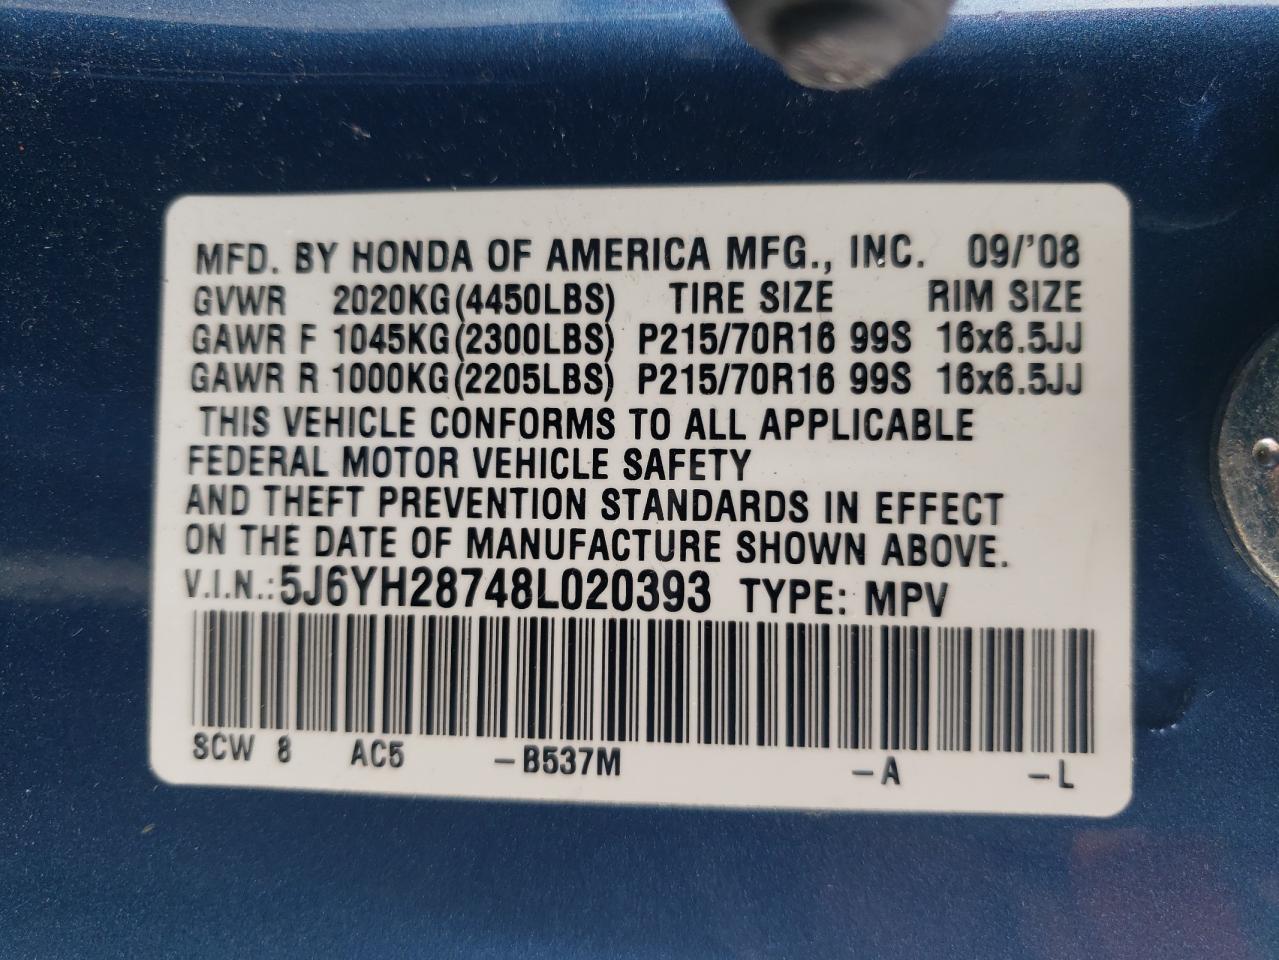 MFD. BY HONDA OF AMERICA MFG., INC. 09/'08
GVWR 2020KG(4450LBS) TIRE SIZE RIM SIZE
GAWR F 1045KG(2300LBS) P215/70R16 99S 16x6.5JJ
GAWR R 1000KG(2205LBS) P215/70R16 99S 16x6.5JJ
THIS VEHICLE CONFORMS TO ALL APPLICABLE
FEDERAL MOTOR VEHICLE SAFETY
AND THEFT PREVENTION STANDARDS IN EFFECT
ON THE DATE OF MANUFACTURE SHOWN ABOVE.
V.I.N.:5J6YH28748L020393 TYPE: MPV
SCW 8 AC5 -B537M -A -L